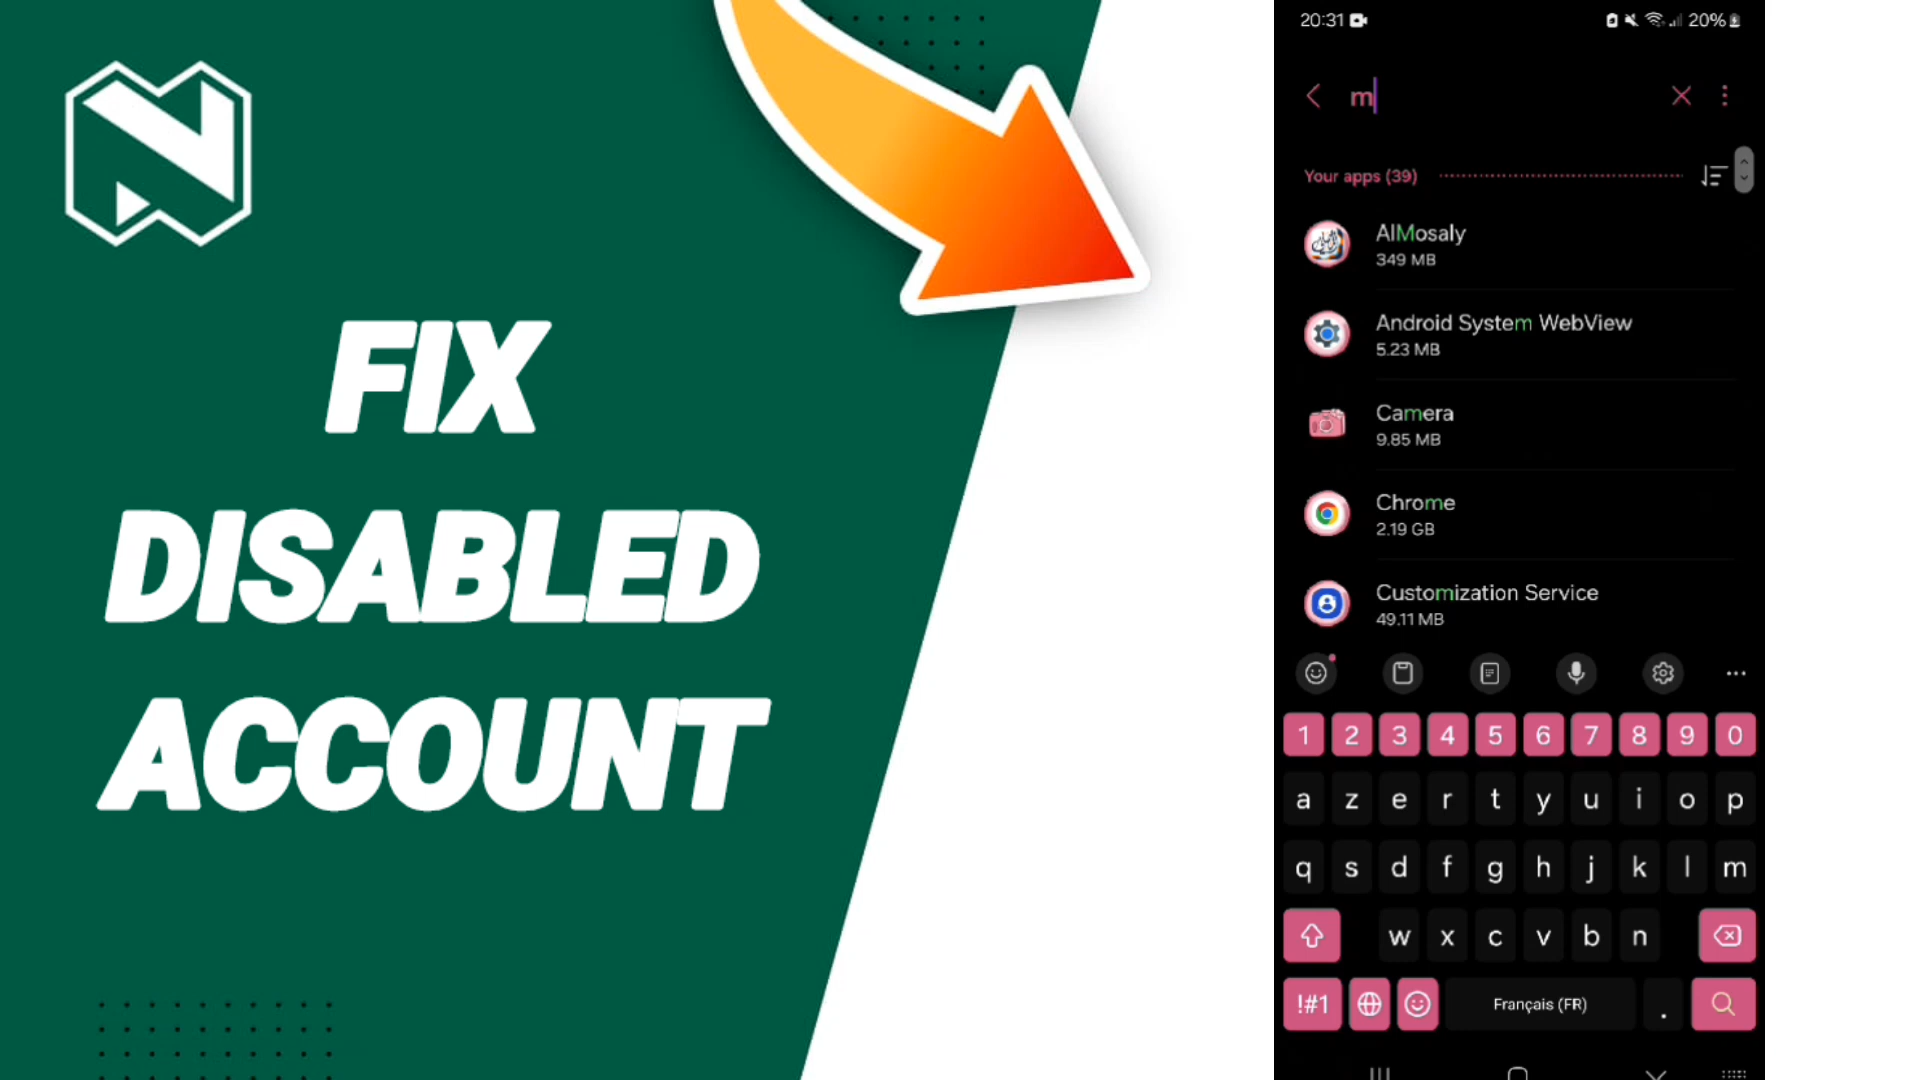 FIX
DISABLED
ACCOUNT
20:31
20%
m
Your apps (39)
AlMosaly
349 MB
Android System WebView
5.23 MB
Camera
9.85 MB
Chrome
2.19 GB
Customization Service
49.11 MB
1 2 3 4 5 6 7 8 9 0
a z e r t y u i o p
q s d f g h j k l m
w x c v b n
!#1 Français (FR) .